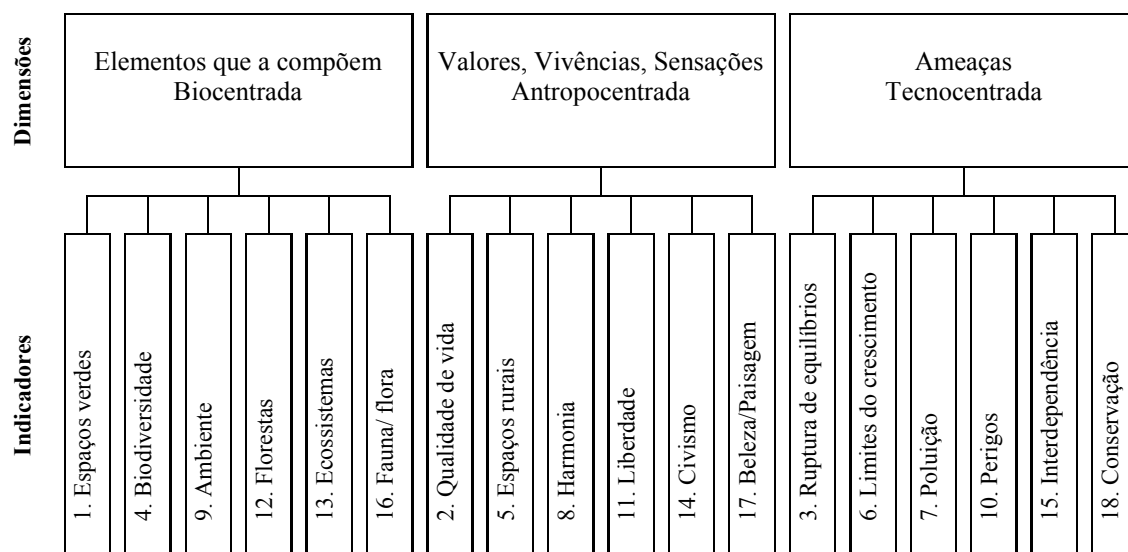 Dimensões
Elementos que a compõem
Biocentrada
Valores, Vivências, Sensações
Antropocentrada
Ameaças
Tecnocentrada
Indicadores
1. Espaços verdes
4. Biodiversidade
9. Ambiente
12. Florestas
13. Ecossistemas
16. Fauna/ flora
2. Qualidade de vida
5. Espaços rurais
8. Harmonia
11. Liberdade
14. Civismo
17. Beleza/Paisagem
3. Ruptura de equilíbrios
6. Limites do crescimento
7. Poluição
10. Perigos
15. Interdependência
18. Conservação